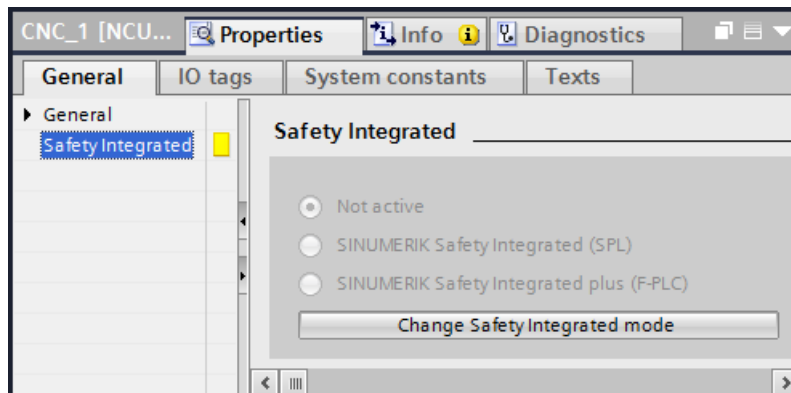 CNC_1 [NCU... Properties Info Diagnostics
General IO tags System constants Texts
General
Safety Integrated
Safety Integrated
Not active
SINUMERIK Safety Integrated (SPL)
SINUMERIK Safety Integrated plus (F-PLC)
Change Safety Integrated mode